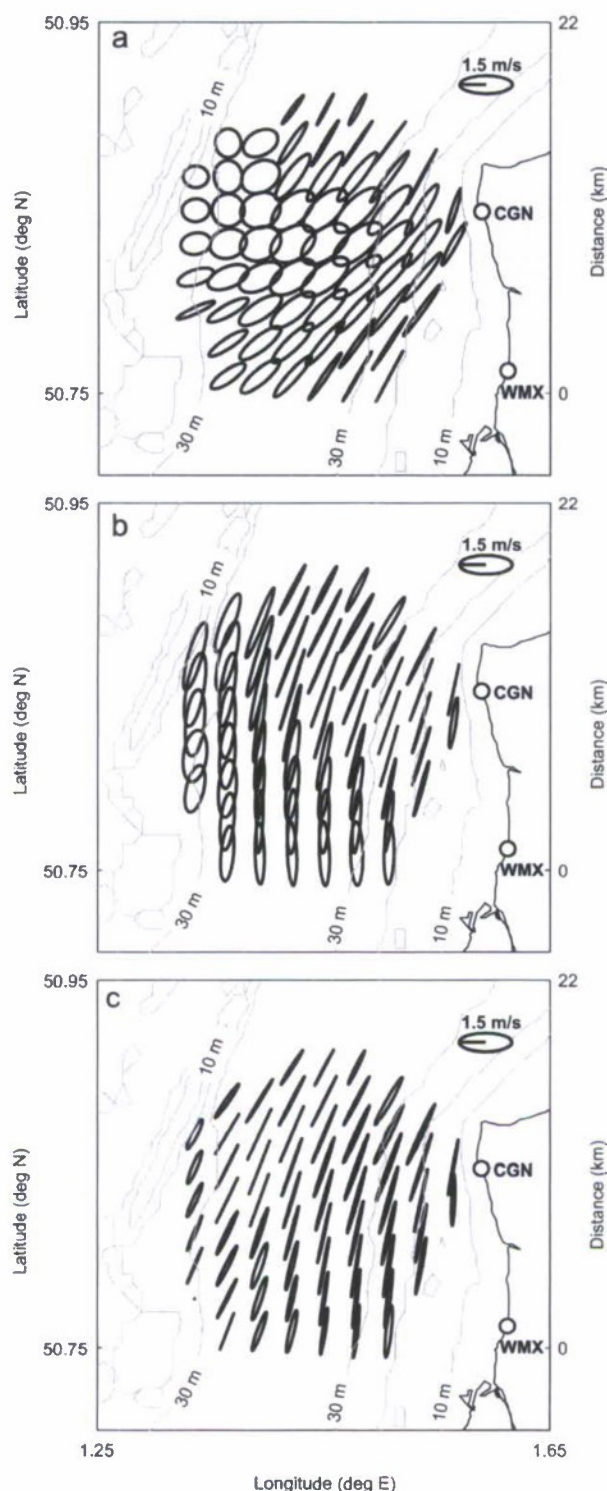 50.95
22
a
10 m
1.5 m/s
CGN
Latitude (deg N)
Distance (km)
50.75
0
WMX
30 m
30 m
10 m
50.95
22
b
10 m
1.5 m/s
CGN
Latitude (deg N)
Distance (km)
50.75
0
WMX
30 m
30 m
10 m
50.95
22
c
10 m
1.5 m/s
CGN
Latitude (deg N)
Distance (km)
50.75
0
WMX
30 m
30 m
10 m
1.25
1.65
Longitude (deg E)